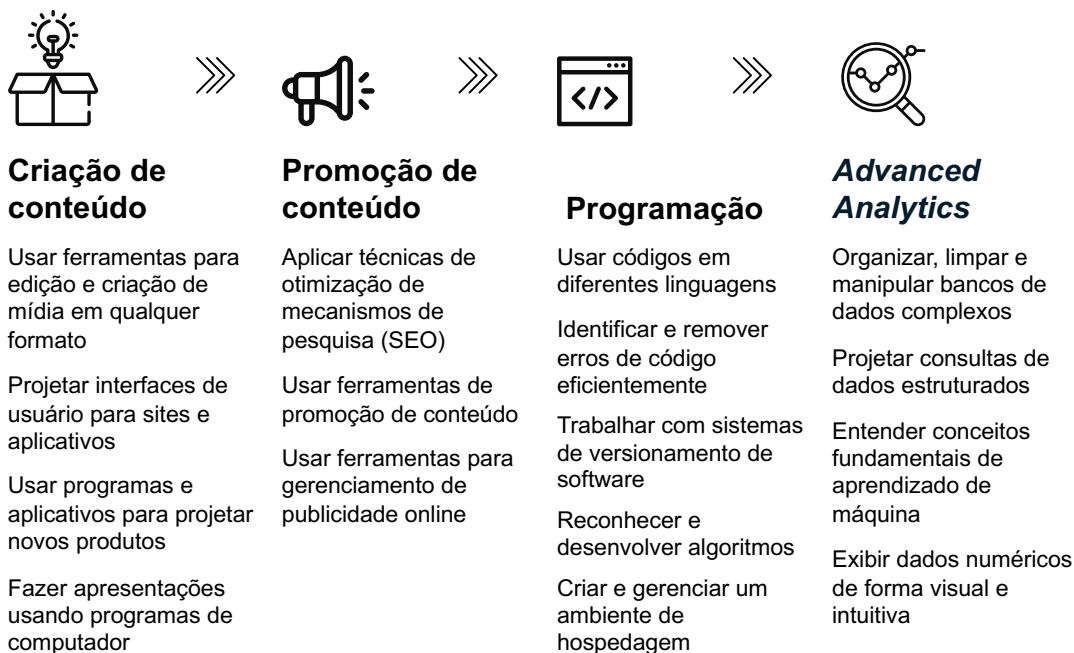 Criação de
conteúdo
Usar ferramentas para
edição e criação de
mídia em qualquer
formato
Projetar interfaces de
usuário para sites e
aplicativos
Usar programas e
aplicativos para projetar
novos produtos
Fazer apresentações
usando programas de
computador
Promoção de
conteúdo
Aplicar técnicas de
otimização de
mecanismos de
pesquisa (SEO)
Usar ferramentas de
promoção de conteúdo
Usar ferramentas para
gerenciamento de
publicidade online
</>
Programação
Usar códigos em
diferentes linguagens
Identificar e remover
erros de código
eficientemente
Trabalhar com sistemas
de versionamento de
software
Reconhecer e
desenvolver algoritmos
Criar e gerenciar um
ambiente de
hospedagem
Advanced
Analytics
Organizar, limpar e
manipular bancos de
dados complexos
Projetar consultas de
dados estruturados
Entender conceitos
fundamentais de
aprendizado de
máquina
Exibir dados numéricos
de forma visual e
intuitiva